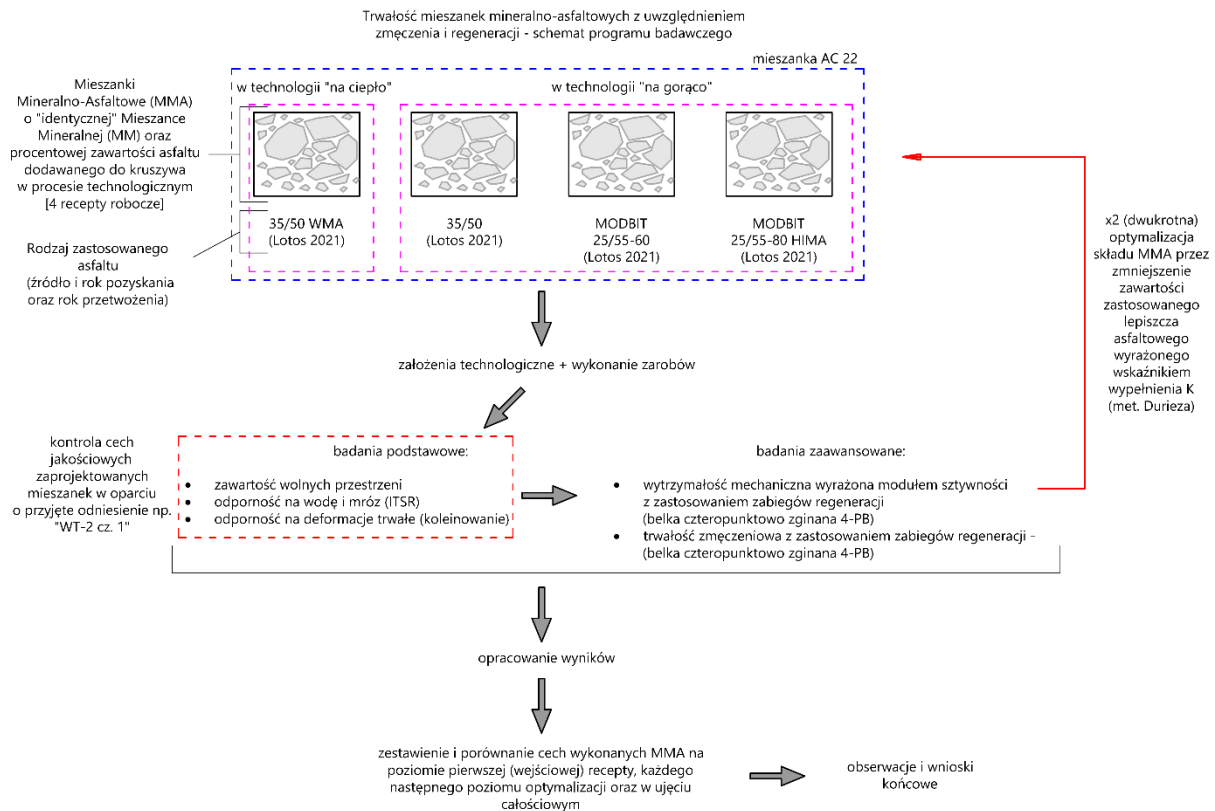 Trwałość mieszanek mineralno-asfaltowych z uwzględnieniem
zmęczenia i regeneracji - schemat programu badawczego
mieszanka AC 22
Mieszanki
Mineralno-Asfaltowe (MMA)
o "identycznej" Mieszance
Mineralnej (MM) oraz
procentowej zawartości asfaltu
dodawanego do kruszywa
w procesie technologicznym
[4 recepty robocze]
w technologii "na ciepło"
w technologii "na gorąco"
35/50 WMA
(Lotos 2021)
35/50
(Lotos 2021)
MODBIT
25/55-60
(Lotos 2021)
MODBIT
25/55-80 HIMA
(Lotos 2021)
Rodzaj zastosowanego
asfaltu
(źródło i rok pozyskania
oraz rok przetwożenia)
x2 (dwukrotna)
optymalizacja
składu MMA przez
zmniejszenie
zawartości
zastosowanego
lepiszcza
asfaltowego
wyrażonego
wskaźnikiem
wypełnienia K
(met. Durieza)
założenia technologiczne + wykonanie zarobów
kontrola cech
jakościowych
zaprojektowanych
mieszanek w oparciu
o przyjęte odniesienie np.
"WT-2 cz. 1"
badania podstawowe:
• zawartość wolnych przestrzeni
• odporność na wodę i mróz (ITSR)
• odporność na deformacje trwałe (koleinowanie)
badania zaawansowane:
• wytrzymałość mechaniczna wyrażona modułem sztywności
z zastosowaniem zabiegów regeneracji
(belka czteropunktowo zginana 4-PB)
• trwałość zmęczeniowa z zastosowaniem zabiegów regeneracji -
(belka czteropunktowo zginana 4-PB)
opracowanie wyników
zestawienie i porównanie cech wykonanych MMA na
poziomie pierwszej (wejściowej) recepty, każdego
następnego poziomu optymalizacji oraz w ujęciu
całościowym
obserwacje i wnioski
końcowe